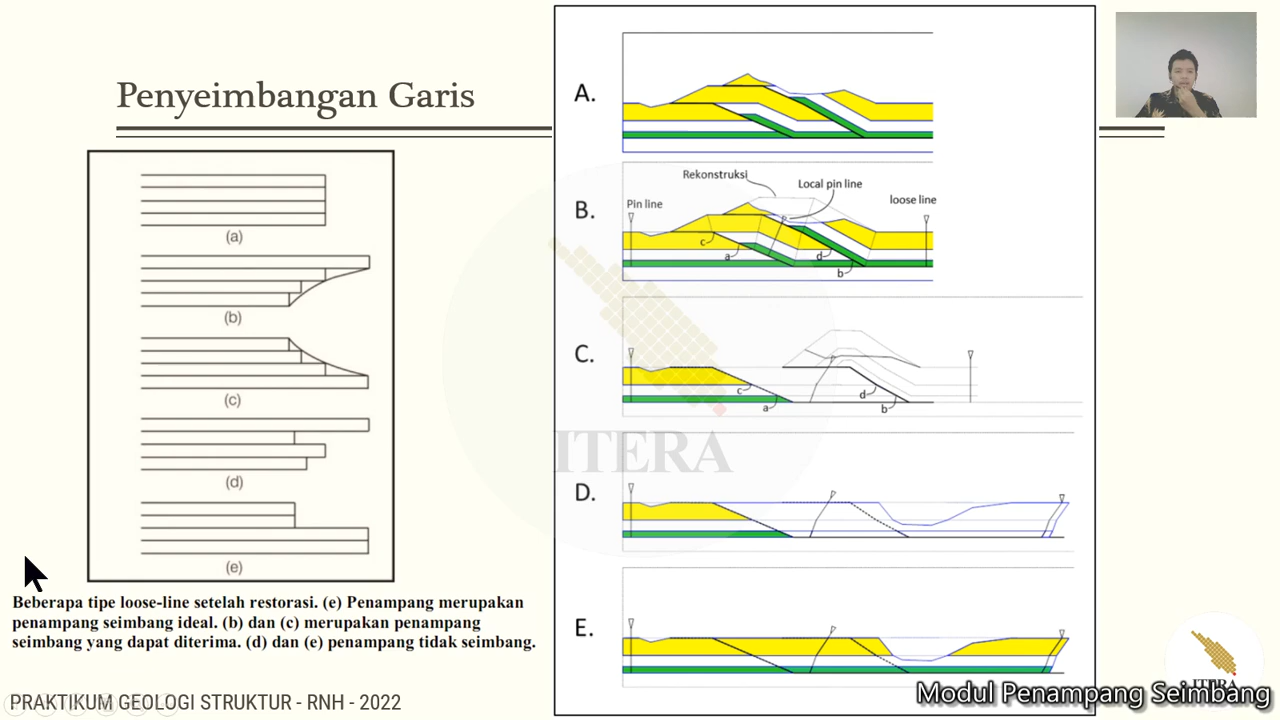 Penyeimbangan Garis
(a)
(b)
(c)
(d)
(e)
Beberapa tipe loose-line setelah restorasi. (e) Penampang merupakan
penampang seimbang ideal. (b) dan (c) merupakan penampang
seimbang yang dapat diterima. (d) dan (e) penampang tidak seimbang.
A.
B.
Rekonstruksi
Local pin line
Pin line
loose line
c
a
d
b
C.
c
a
d
b
ITERA
D.
E.
ITERA
PRAKTIKUM GEOLOGI STRUKTUR - RNH - 2022
Modul Penampang Seimbang